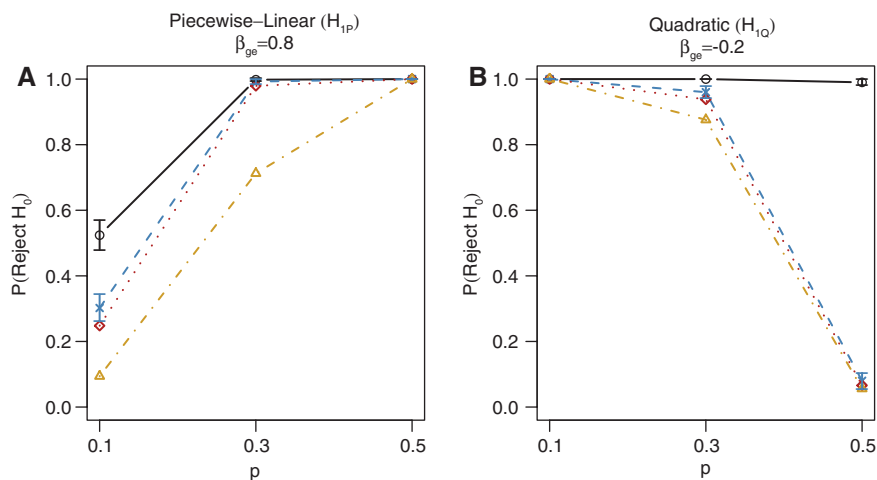 Piecewise–Linear (H1P)
βge=0.8
A
1.0
0.8
0.6
0.4
0.2
0.0
P(Reject H0)
0.1 0.3 0.5
p
Quadratic (H1Q)
βge=-0.2
B
1.0
0.8
0.6
0.4
0.2
0.0
P(Reject H0)
0.1 0.3 0.5
p